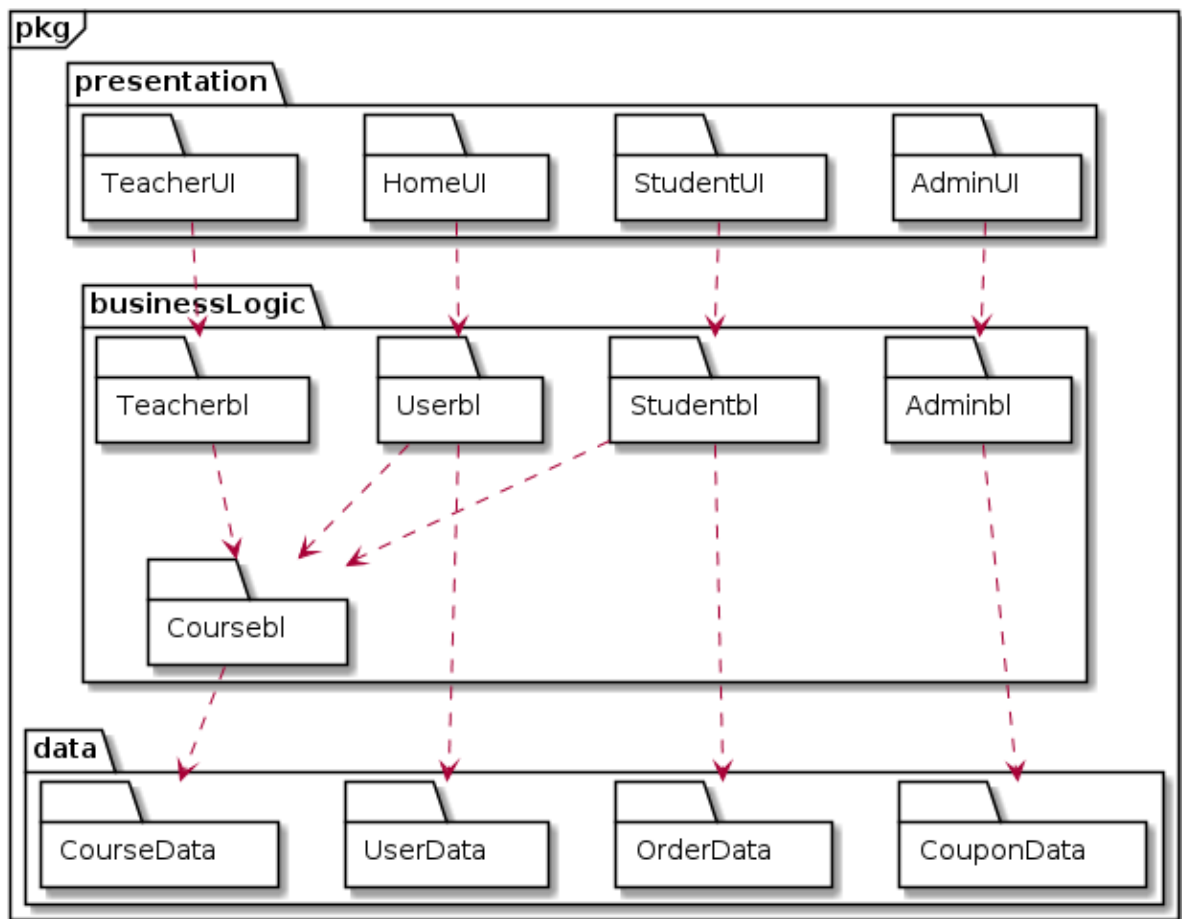 pkg
presentation
TeacherUI
HomeUI
StudentUI
AdminUI
businessLogic
Teacherbl
Userbl
Studentbl
Adminbl
Coursebl
data
CourseData
UserData
OrderData
CouponData